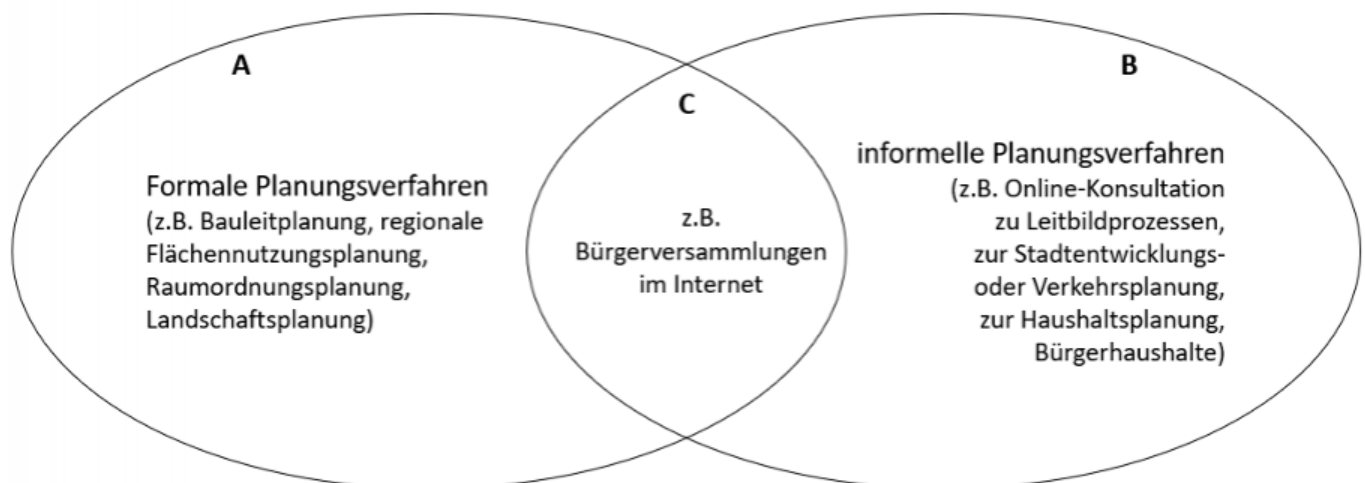 A
Formale Planungsverfahren
(z.B. Bauleitplanung, regionale
Flächennutzungsplanung,
Raumordnungsplanung,
Landschaftsplanung)
C
z.B.
Bürgerversammlungen
im Internet
B
informelle Planungsverfahren
(z.B. Online-Konsultation
zu Leitbildprozessen,
zur Stadtentwicklungs-
oder Verkehrsplanung,
zur Haushaltsplanung,
Bürgerhaushalte)